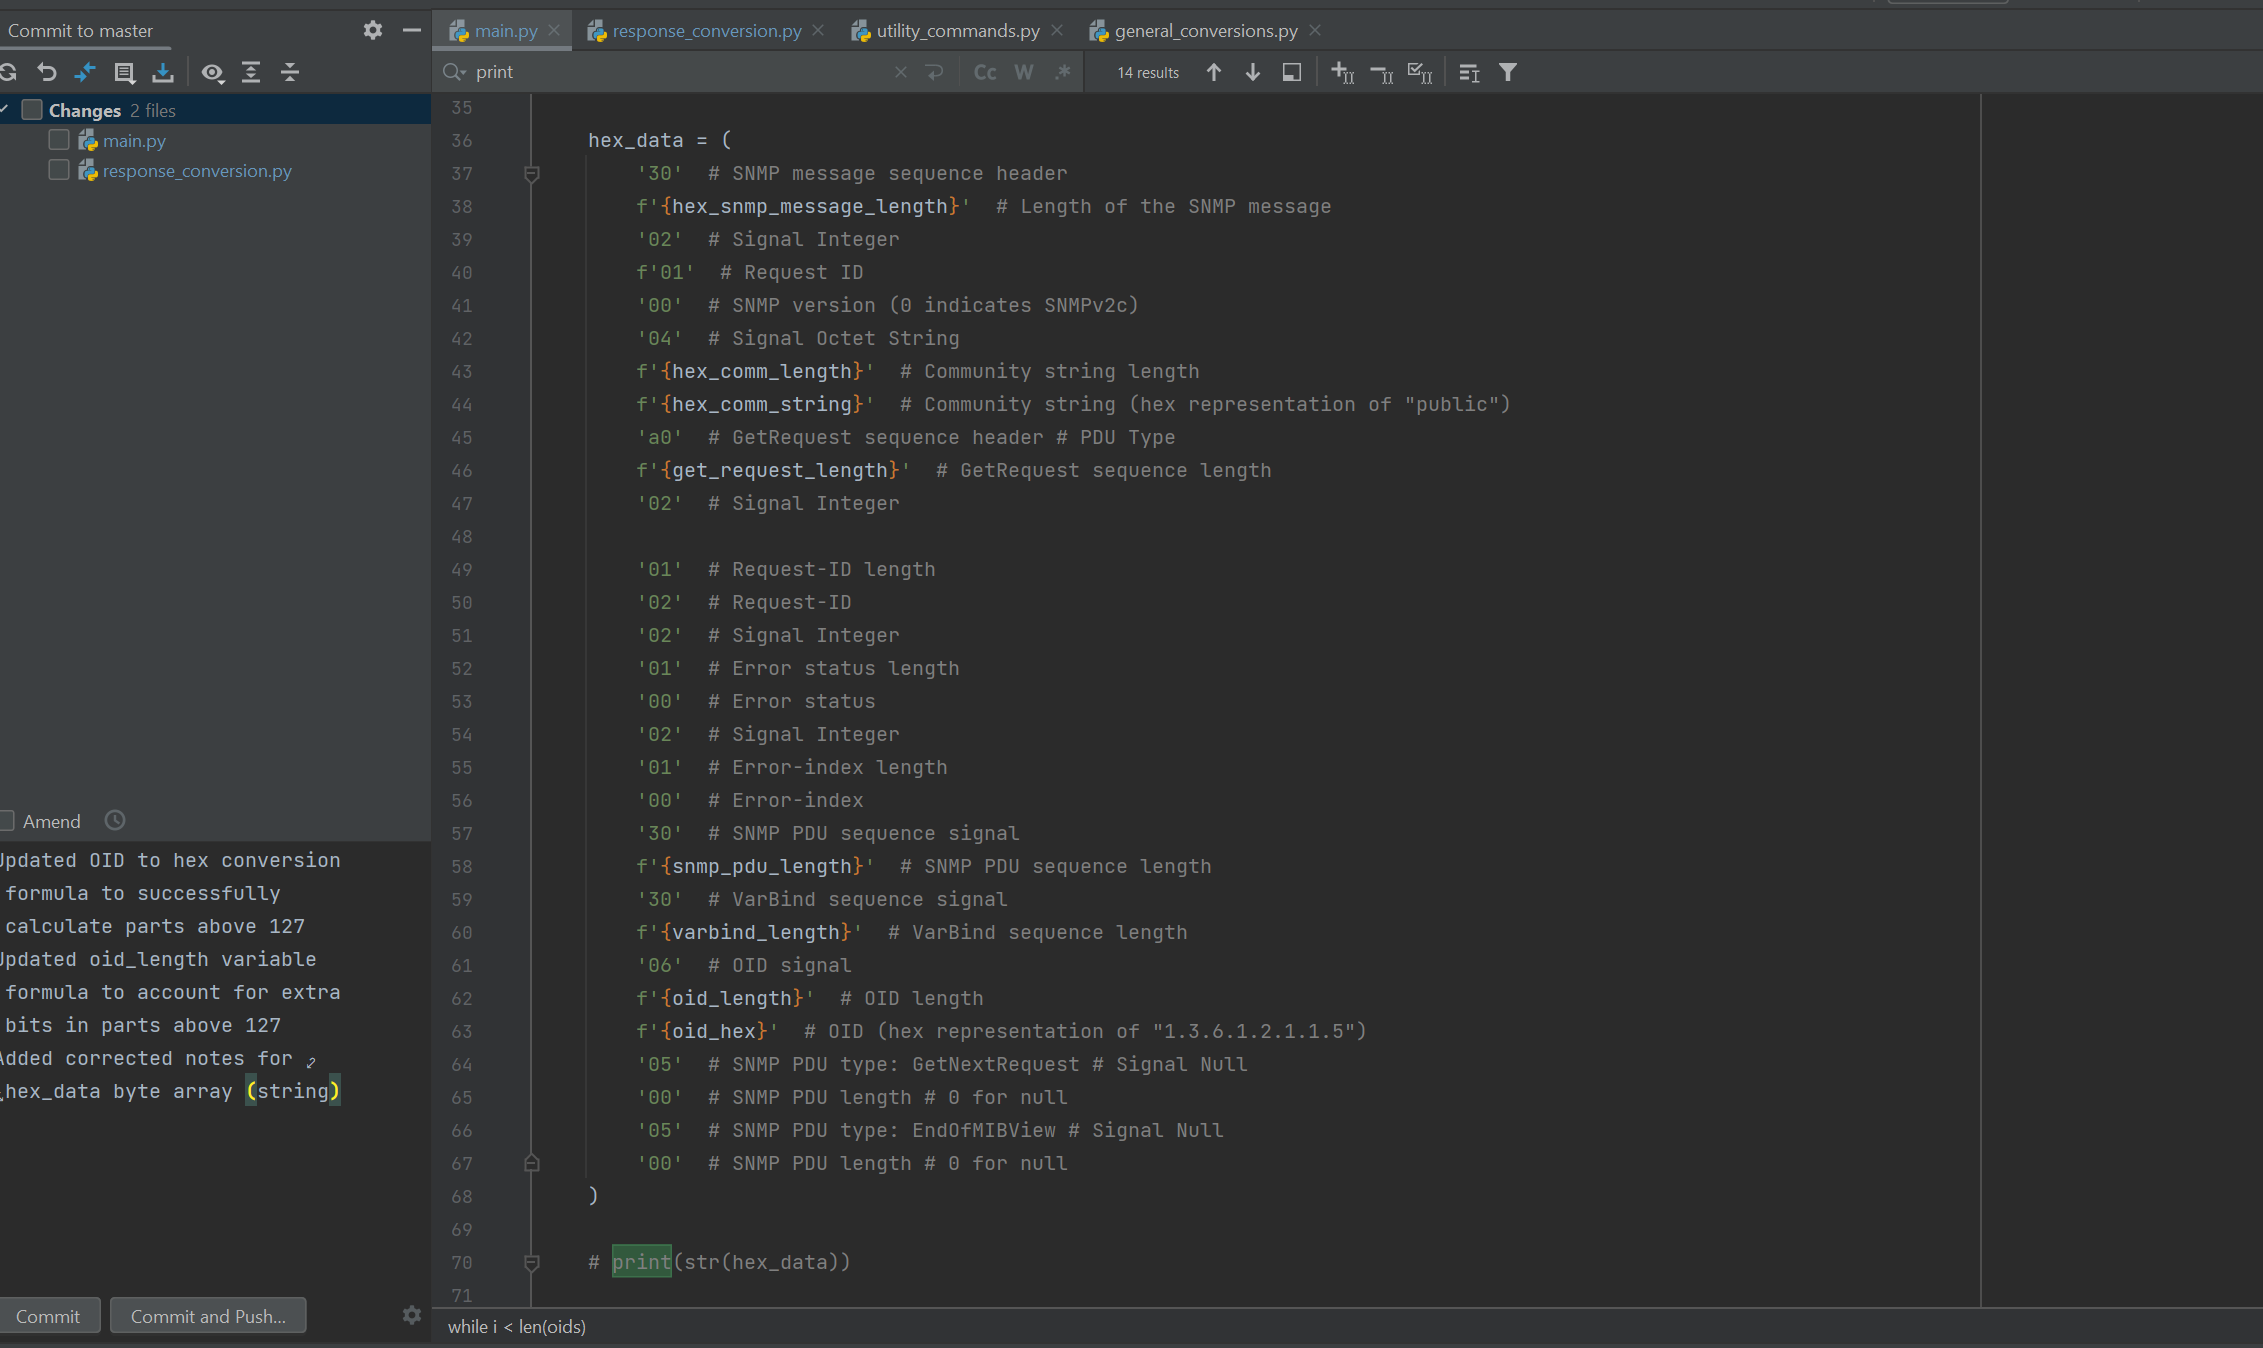 Commit to master
main.py
response_conversion.py
utility_commands.py
general_conversions.py
print
Cc
W
.*
14 results
Changes 2 files
main.py
response_conversion.py
Amend
Updated OID to hex conversion
formula to successfully
calculate parts above 127
Updated oid_length variable
formula to account for extra
bits in parts above 127
Added corrected notes for
hex_data byte array (string)
Commit
Commit and Push...
35
36 hex_data = (
37 '30'  # SNMP message sequence header
38 f'{hex_snmp_message_length}'  # Length of the SNMP message
39 '02'  # Signal Integer
40 f'01'  # Request ID
41 '00'  # SNMP version (0 indicates SNMPv2c)
42 '04'  # Signal Octet String
43 f'{hex_comm_length}'  # Community string length
44 f'{hex_comm_string}'  # Community string (hex representation of "public")
45 'a0'  # GetRequest sequence header # PDU Type
46 f'{get_request_length}'  # GetRequest sequence length
47 '02'  # Signal Integer
48
49 '01'  # Request-ID length
50 '02'  # Request-ID
51 '02'  # Signal Integer
52 '01'  # Error status length
53 '00'  # Error status
54 '02'  # Signal Integer
55 '01'  # Error-index length
56 '00'  # Error-index
57 '30'  # SNMP PDU sequence signal
58 f'{snmp_pdu_length}'  # SNMP PDU sequence length
59 '30'  # VarBind sequence signal
60 f'{varbind_length}'  # VarBind sequence length
61 '06'  # OID signal
62 f'{oid_length}'  # OID length
63 f'{oid_hex}'  # OID (hex representation of "1.3.6.1.2.1.1.5")
64 '05'  # SNMP PDU type: GetNextRequest # Signal Null
65 '00'  # SNMP PDU length # 0 for null
66 '05'  # SNMP PDU type: EndOfMIBView # Signal Null
67 '00'  # SNMP PDU length # 0 for null
68 )
69
70 # print(str(hex_data))
71
while i < len(oids)